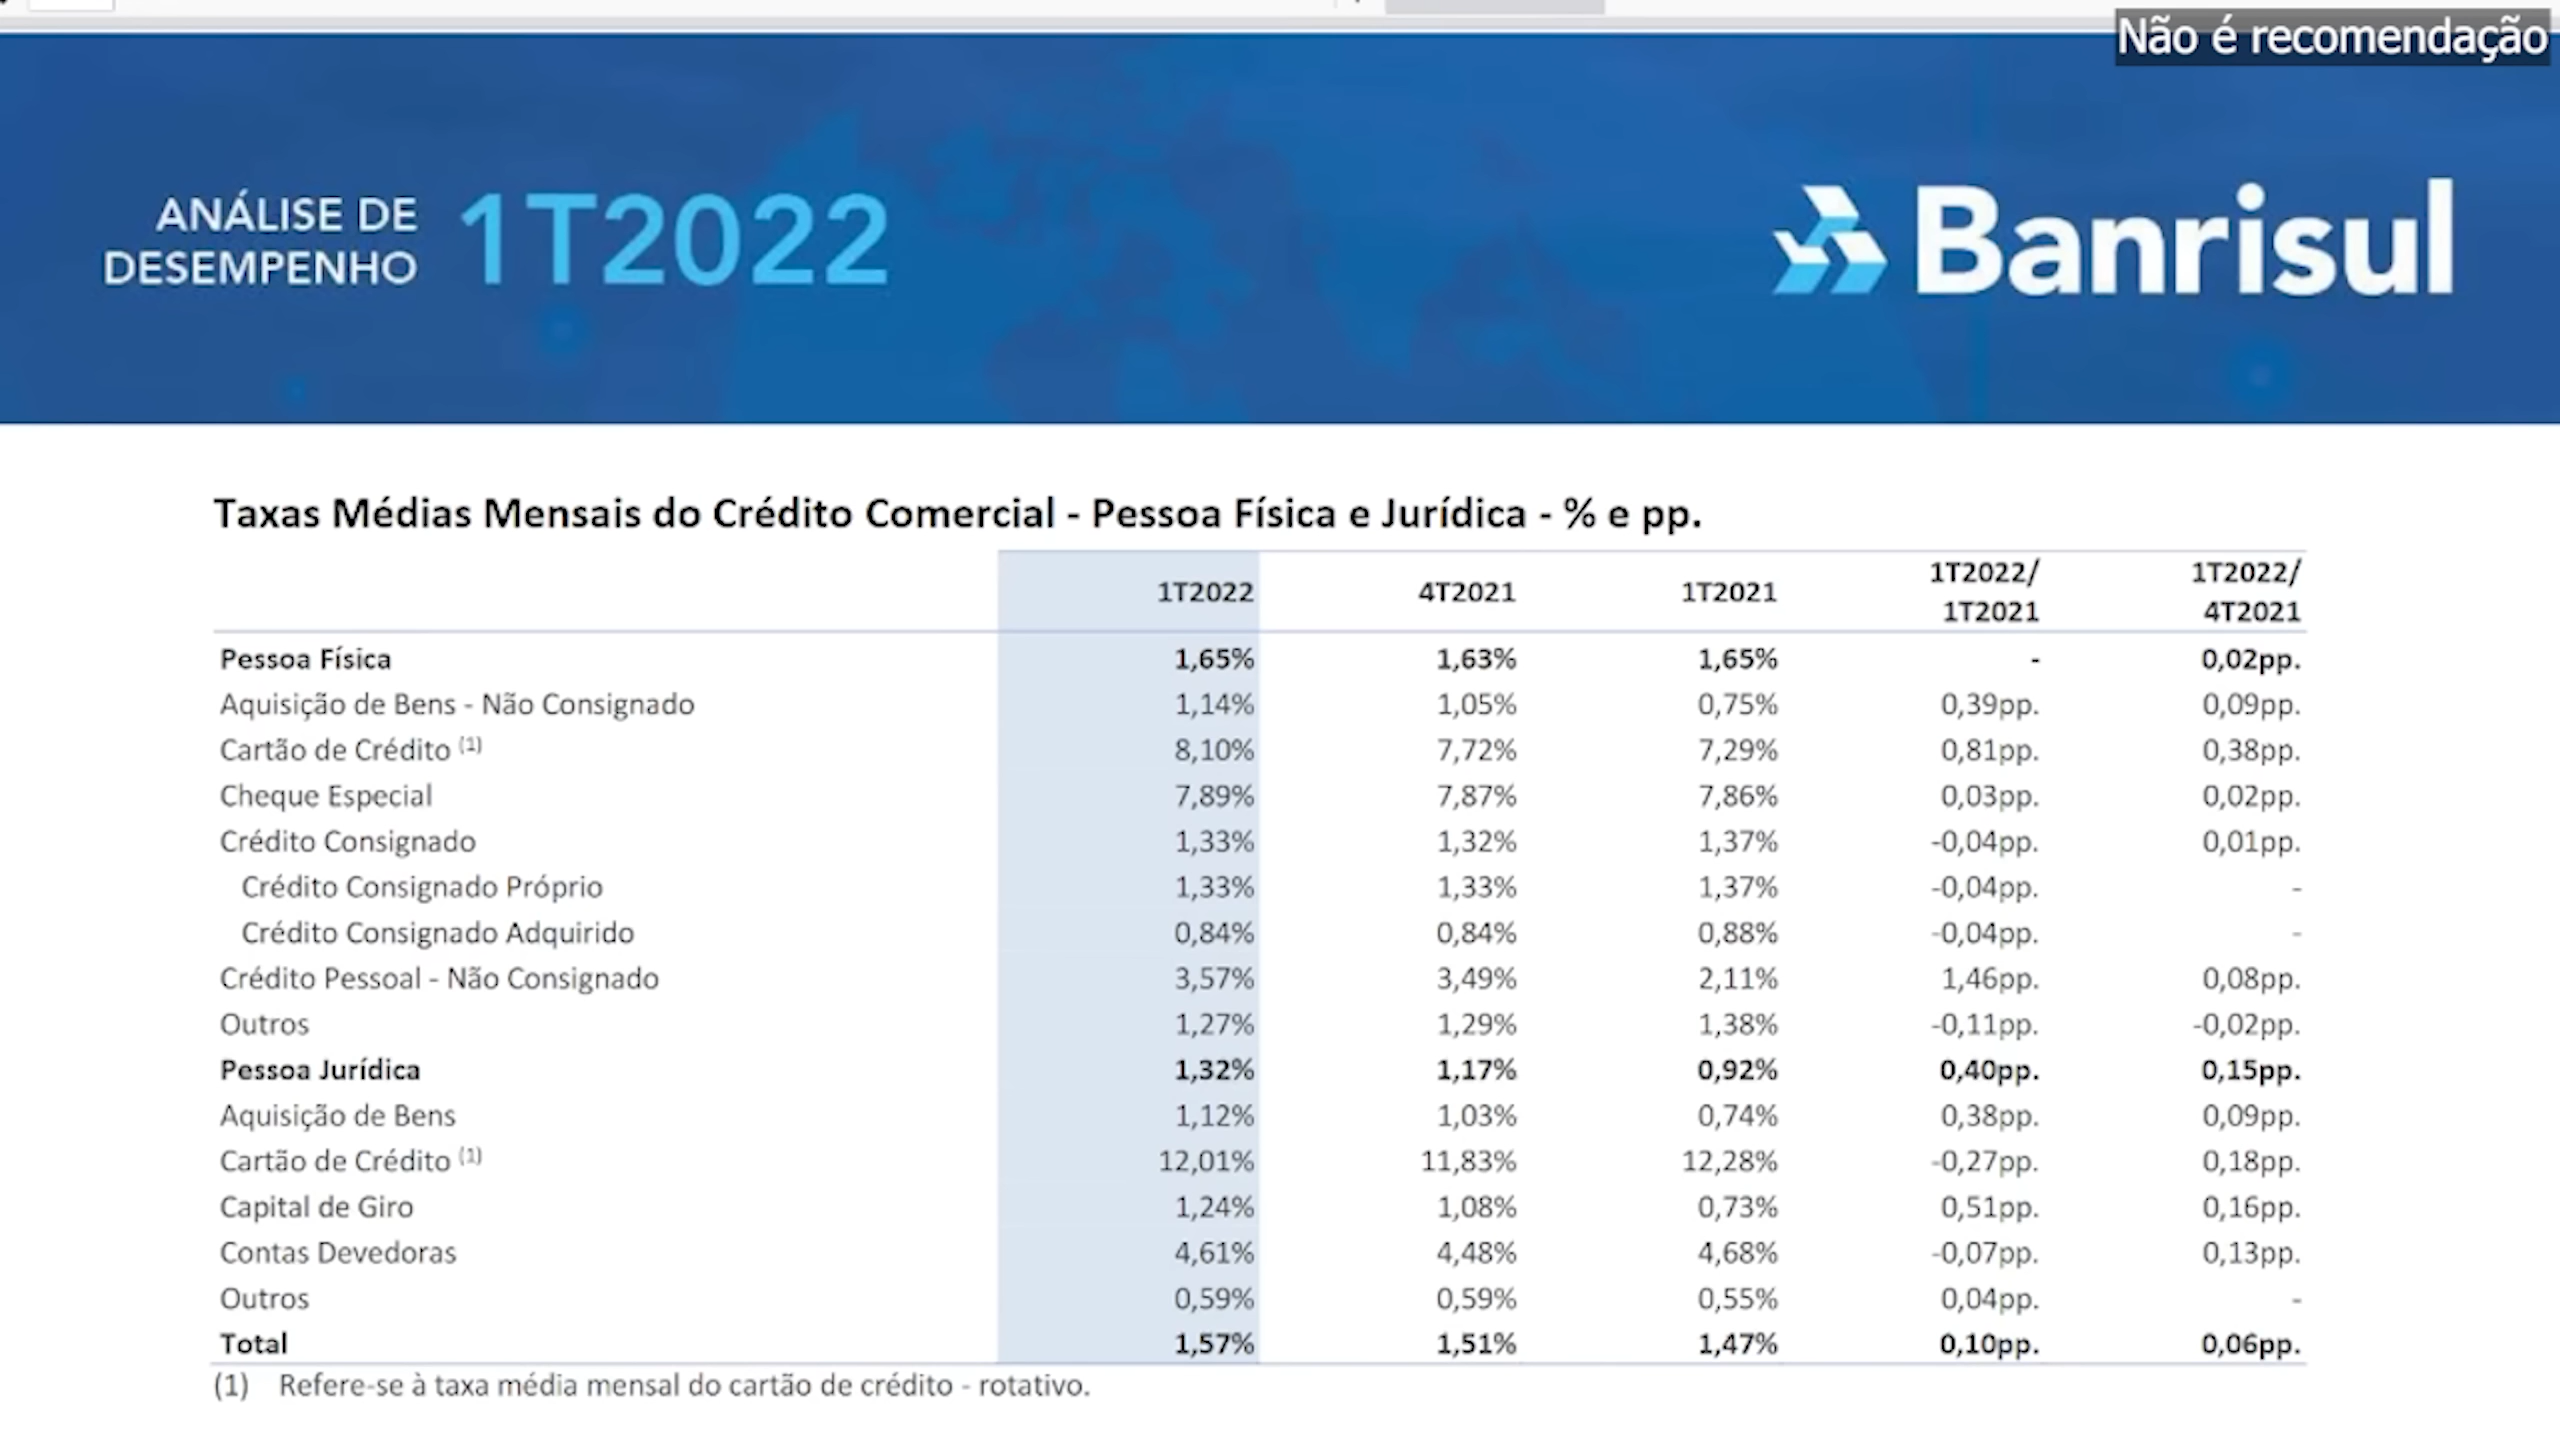 Não é recomendação
ANÁLISE DE
DESEMPENHO
1T2022
Banrisul
Taxas Médias Mensais do Crédito Comercial - Pessoa Física e Jurídica - % e pp.
1T2022 4T2021 1T2021 1T2022/ 1T2022/
1T2021 4T2021
Pessoa Física 1,65% 1,63% 1,65% - 0,02pp.
Aquisição de Bens - Não Consignado 1,14% 1,05% 0,75% 0,39pp. 0,09pp.
Cartão de Crédito (1) 8,10% 7,72% 7,29% 0,81pp. 0,38pp.
Cheque Especial 7,89% 7,87% 7,86% 0,03pp. 0,02pp.
Crédito Consignado 1,33% 1,32% 1,37% -0,04pp. 0,01pp.
Crédito Consignado Próprio 1,33% 1,33% 1,37% -0,04pp. -
Crédito Consignado Adquirido 0,84% 0,84% 0,88% -0,04pp. -
Crédito Pessoal - Não Consignado 3,57% 3,49% 2,11% 1,46pp. 0,08pp.
Outros 1,27% 1,29% 1,38% -0,11pp. -0,02pp.
Pessoa Jurídica 1,32% 1,17% 0,92% 0,40pp. 0,15pp.
Aquisição de Bens 1,12% 1,03% 0,74% 0,38pp. 0,09pp.
Cartão de Crédito (1) 12,01% 11,83% 12,28% -0,27pp. 0,18pp.
Capital de Giro 1,24% 1,08% 0,73% 0,51pp. 0,16pp.
Contas Devedoras 4,61% 4,48% 4,68% -0,07pp. 0,13pp.
Outros 0,59% 0,59% 0,55% 0,04pp. -
Total 1,57% 1,51% 1,47% 0,10pp. 0,06pp.
(1) Refere-se à taxa média mensal do cartão de crédito - rotativo.